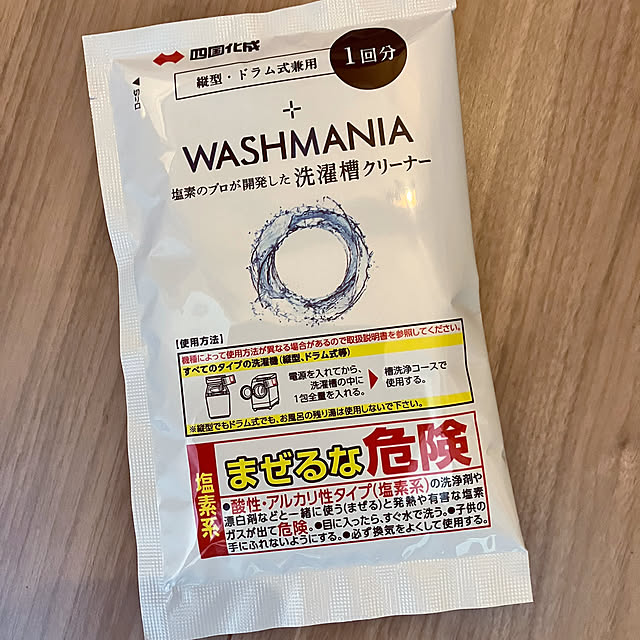 四国化成
縦型・ドラム式兼用
1回分
WASHMANIA
塩素のプロが開発した洗濯槽クリーナー
【使用方法】
機種によって使用方法が異なる場合があるので取扱説明書を参照してください。
すべてのタイプの洗濯機（縦型、ドラム式等）
電源を入れてから、
洗濯槽の中に
1包全量を入れる。
槽洗浄コースで
使用する。
※縦型でもドラム式でも、お風呂の残り湯は使用しないで下さい。
塩素系
まぜるな危険
●酸性・アルカリ性タイプ（塩素系）の洗浄剤や
漂白剤などと一緒に使う（まぜる）と発熱や有害な塩素
ガスが出て危険。●目に入ったら、すぐ水で洗う。●子供の
手にふれないようにする。●必ず換気をよくして使用する。